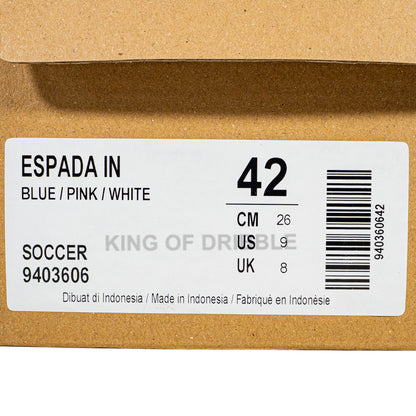 ESPADA IN
BLUE / PINK / WHITE
KING OF DRIBBLE
SOCCER
9403606
42
CM 26
US 9
UK 8
940360642
Dibuat di Indonesia / Made in Indonesia / Fabriqué en Indonésie